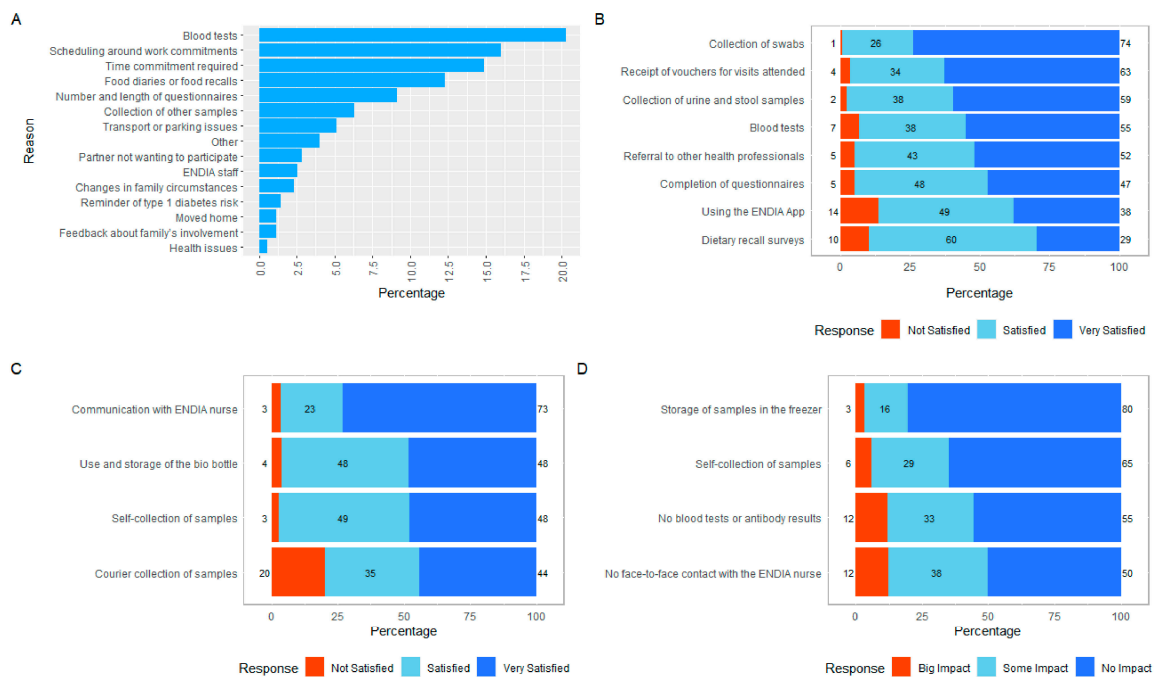 A
Reason
Blood tests
Scheduling around work commitments
Time commitment required
Food diaries or food recalls
Number and length of questionnaires
Collection of other samples
Transport or parking issues
Other
Partner not wanting to participate
ENDIA staff
Changes in family circumstances
Reminder of type 1 diabetes risk
Moved home
Feedback about family's involvement
Health issues
0.0 2.5 5.0 7.5 10.0 12.5 15.0 17.5 20.0
Percentage
B
Collection of swabs 1 26 74
Receipt of vouchers for visits attended 4 34 63
Collection of urine and stool samples 2 38 59
Blood tests 7 38 55
Referral to other health professionals 5 43 52
Completion of questionnaires 5 48 47
Using the ENDIA App 14 49 38
Dietary recall surveys 10 60 29
0 25 50 75 100
Percentage
Response Not Satisfied Satisfied Very Satisfied
C
Communication with ENDIA nurse 3 23 73
Use and storage of the bio bottle 4 48 48
Self-collection of samples 3 49 48
Courier collection of samples 20 35 44
0 25 50 75 100
Percentage
Response Not Satisfied Satisfied Very Satisfied
D
Storage of samples in the freezer 3 16 80
Self-collection of samples 6 29 65
No blood tests or antibody results 12 33 55
No face-to-face contact with the ENDIA nurse 12 38 50
0 25 50 75 100
Percentage
Response Big Impact Some Impact No Impact